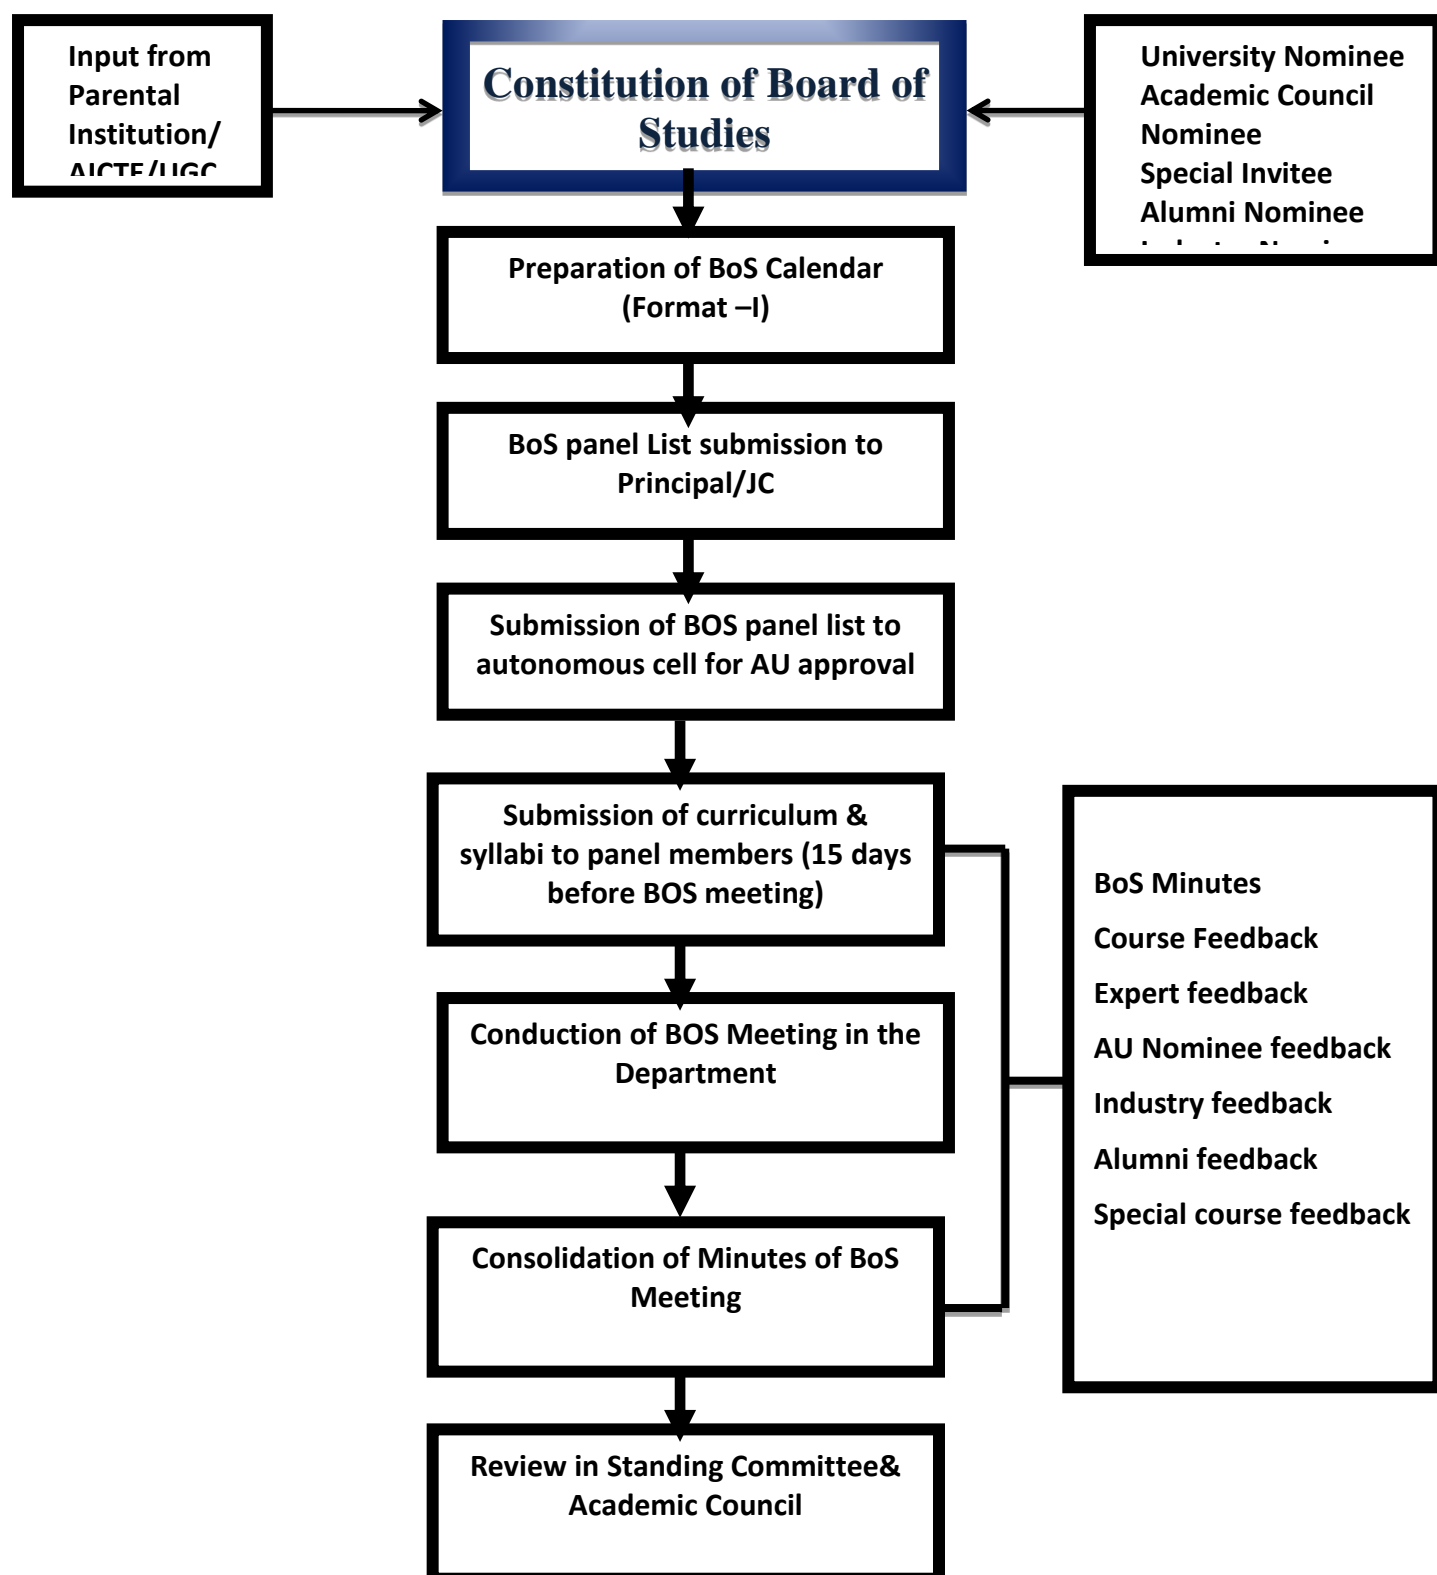 Input from
Parental
Institution/
AICTE/UGC
Constitution of Board of
Studies
University Nominee
Academic Council
Nominee
Special Invitee
Alumni Nominee
Preparation of BoS Calendar
(Format –I)
BoS panel List submission to
Principal/JC
Submission of BOS panel list to
autonomous cell for AU approval
Submission of curriculum &
syllabi to panel members (15 days
before BOS meeting)
Conduction of BOS Meeting in the
Department
Consolidation of Minutes of BoS
Meeting
Review in Standing Committee&
Academic Council
BoS Minutes
Course Feedback
Expert feedback
AU Nominee feedback
Industry feedback
Alumni feedback
Special course feedback